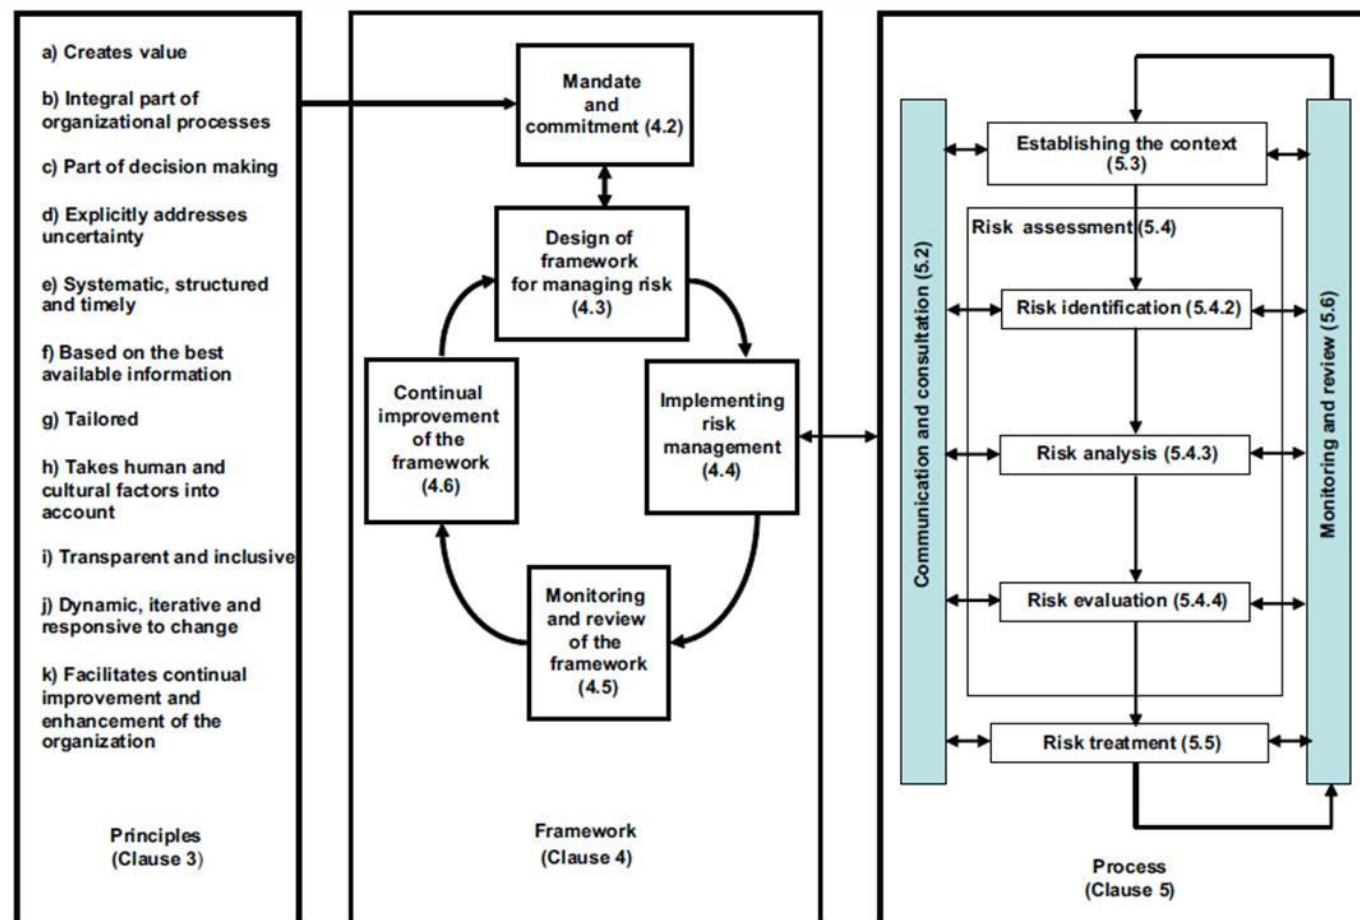 a) Creates value
b) Integral part of
organizational processes
c) Part of decision making
d) Explicitly addresses
uncertainty
e) Systematic, structured
and timely
f) Based on the best
available information
g) Tailored
h) Takes human and
cultural factors into
account
i) Transparent and inclusive
j) Dynamic, iterative and
responsive to change
k) Facilitates continual
improvement and
enhancement of the
organization
Principles
(Clause 3)
Mandate
and
commitment (4.2)
Design of
framework
for managing risk
(4.3)
Implementing
risk
management
(4.4)
Monitoring
and review
of the
framework
(4.5)
Continual
improvement
of the
framework
(4.6)
Framework
(Clause 4)
Communication and consultation (5.2)
Establishing the context
(5.3)
Risk assessment (5.4)
Risk identification (5.4.2)
Risk analysis (5.4.3)
Risk evaluation (5.4.4)
Risk treatment (5.5)
Monitoring and review (5.6)
Process
(Clause 5)